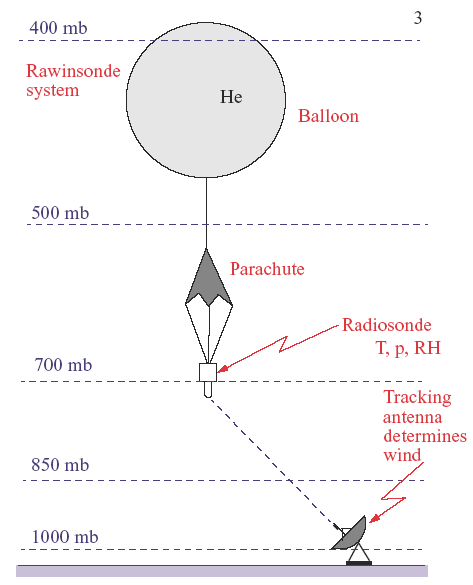 3
400 mb
Rawinsonde
system
He
Balloon
500 mb
Parachute
Radiosonde
T, p, RH
700 mb
Tracking
antenna
determines
wind
850 mb
1000 mb